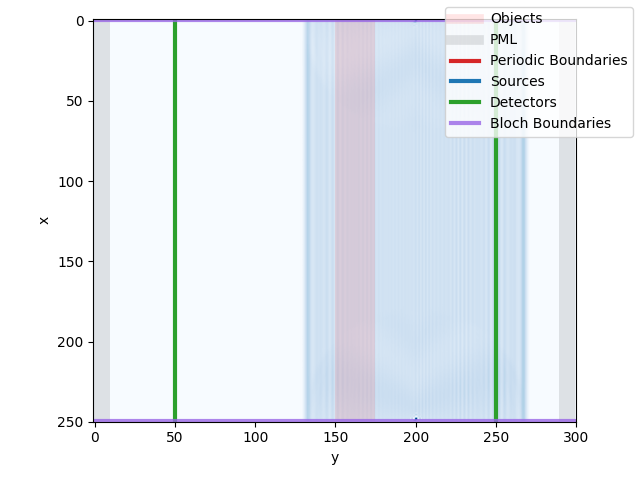 Objects
PML
Periodic Boundaries
Sources
Detectors
Bloch Boundaries
0
50
100
150
200
250
x
0 50 100 150 200 250 300
y